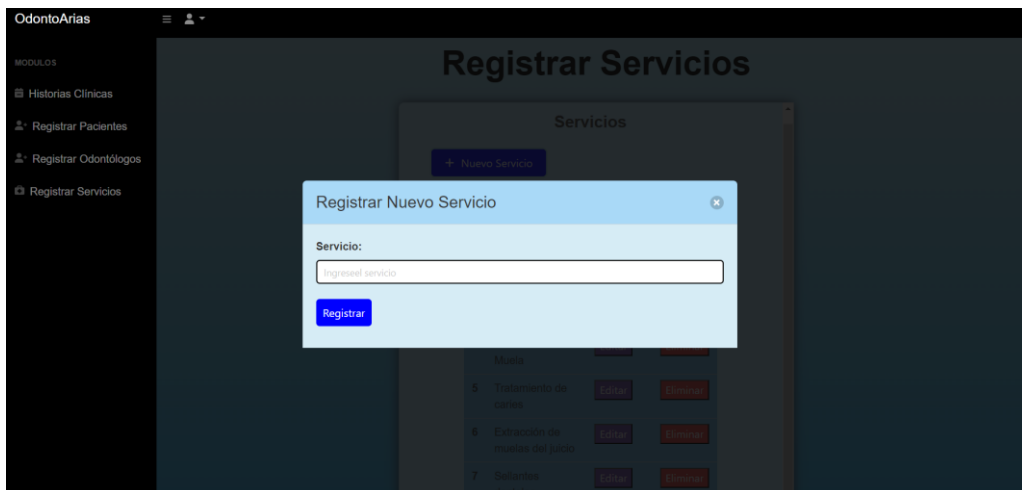 OdontoArias
MODULOS
Historias Clínicas
Registrar Pacientes
Registrar Odontólogos
Registrar Servicios
Registrar Servicios
Servicios
+ Nuevo Servicio
Registrar Nuevo Servicio
Servicio:
Ingreseel servicio
Registrar
Muela
5 Tratamiento de Editar Eliminar
caries
6 Extracción de Editar Eliminar
muelas del juicio
7 Sellantes Editar Eliminar